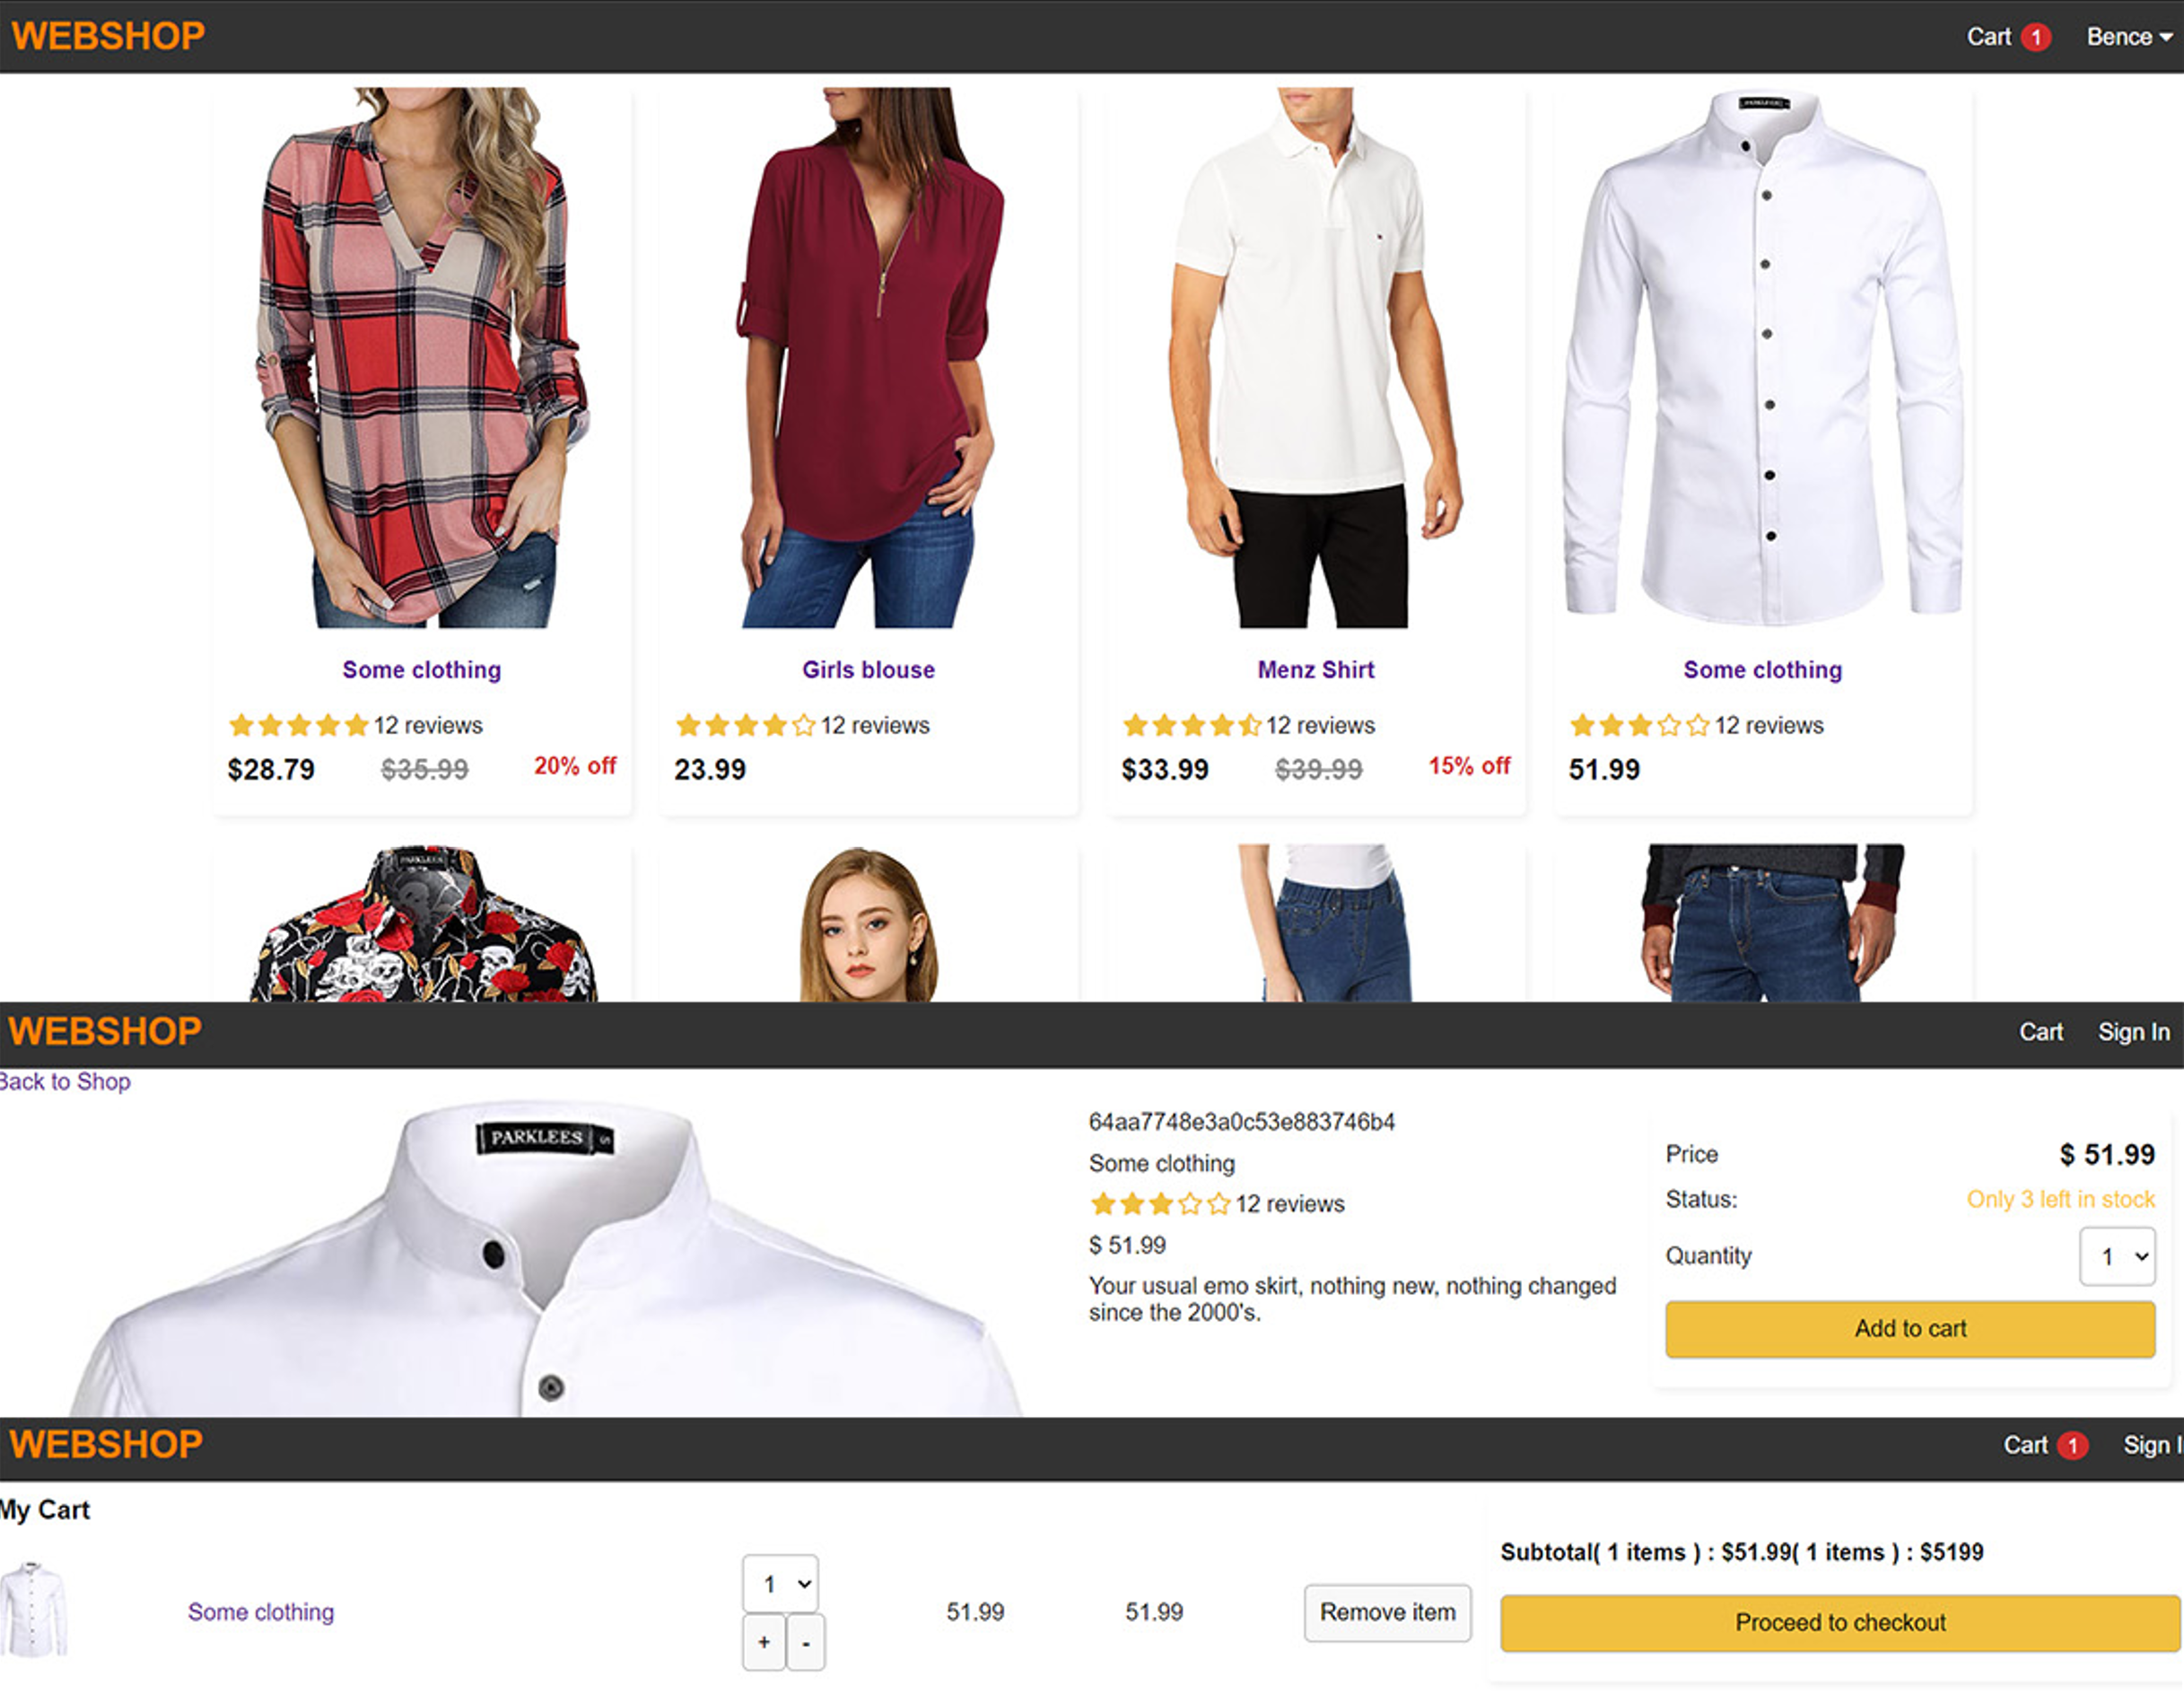 WEBSHOP Cart 1 Bence
PARKLEES
Some clothing Girls blouse Menz Shirt Some clothing
12 reviews 12 reviews 12 reviews 12 reviews
$28.79 $35.99 20% off 23.99 $33.99 $39.99 15% off 51.99
PARKLEES
WEBSHOP Cart Sign In
Back to Shop
PARKLEES S
64aa7748e3a0c53e883746b4
Some clothing
12 reviews
$ 51.99
Your usual emo skirt, nothing new, nothing changed
since the 2000's.
Price $ 51.99
Status: Only 3 left in stock
Quantity 1
Add to cart
WEBSHOP Cart 1 Sign I
My Cart
Some clothing 1 + - 51.99 51.99 Remove item
Subtotal( 1 items ) : $51.99( 1 items ) : $5199
Proceed to checkout